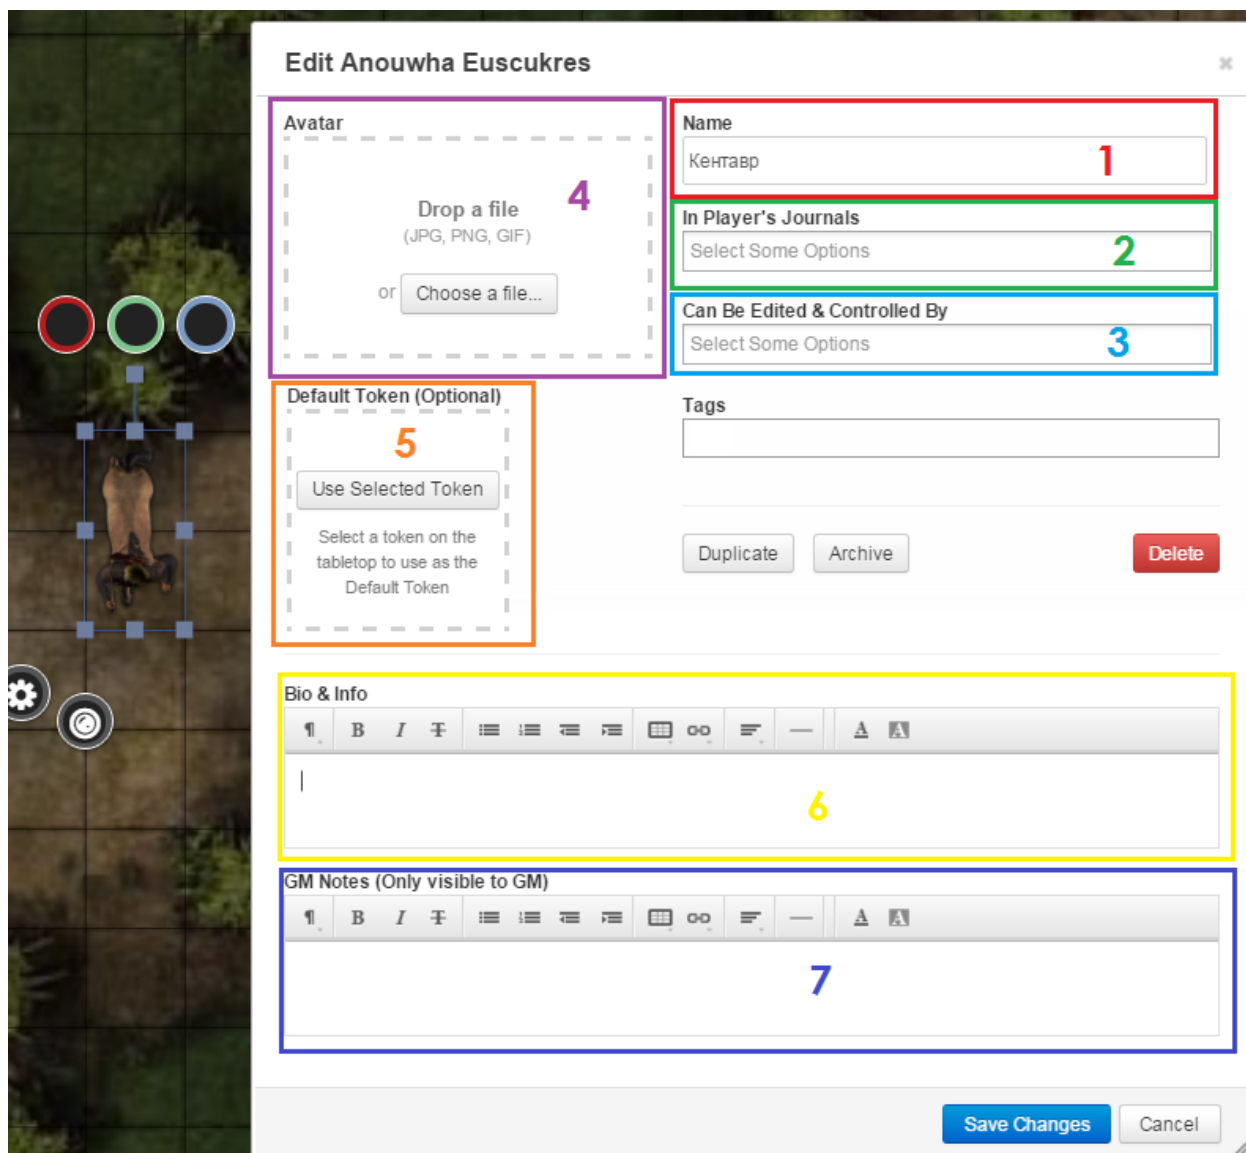 Edit Anouwha Euscukres
×
Avatar
Drop a file
(JPG, PNG, GIF)
or Choose a file...
4
Name
Кентавр
1
In Player's Journals
Select Some Options
2
Can Be Edited & Controlled By
Select Some Options
3
Default Token (Optional)
5
Use Selected Token
Select a token on the
tabletop to use as the
Default Token
Tags
Duplicate Archive Delete
Bio & Info
¶ B I T A A
6
GM Notes (Only visible to GM)
¶ B I T A A
7
Save Changes Cancel